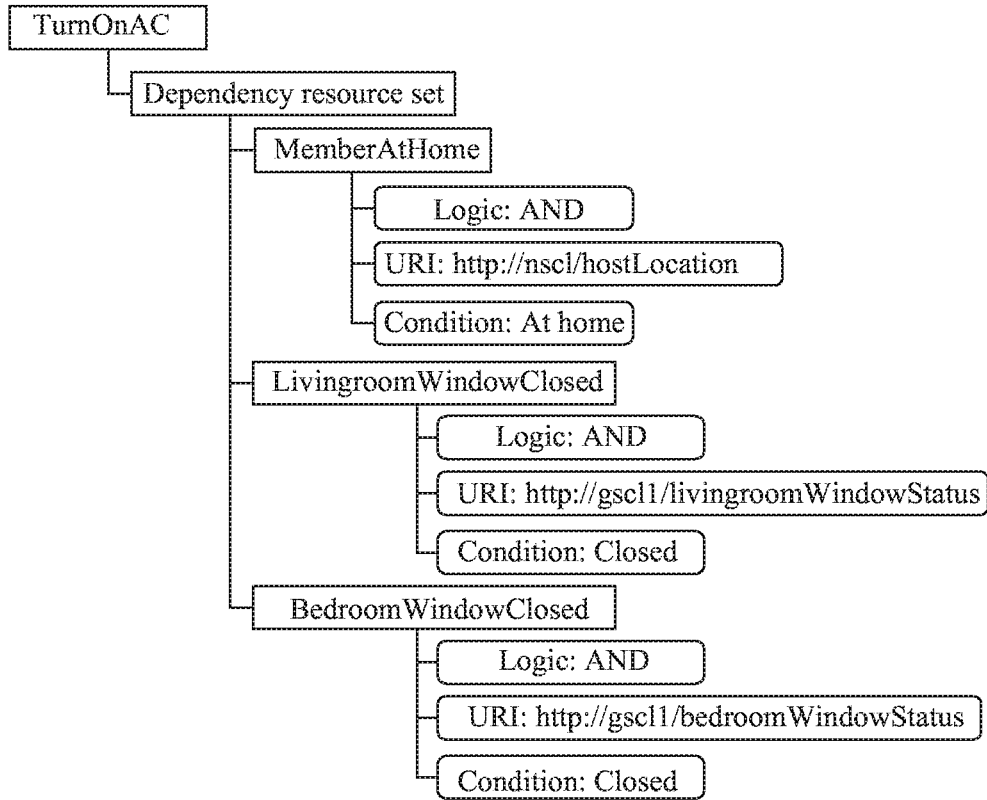 TurnOnAC
Dependency resource set
MemberAtHome
Logic: AND
URI: http://nscl/hostLocation
Condition: At home
LivingroomWindowClosed
Logic: AND
URI: http://gscl1/livingroomWindowStatus
Condition: Closed
BedroomWindowClosed
Logic: AND
URI: http://gscl1/bedroomWindowStatus
Condition: Closed